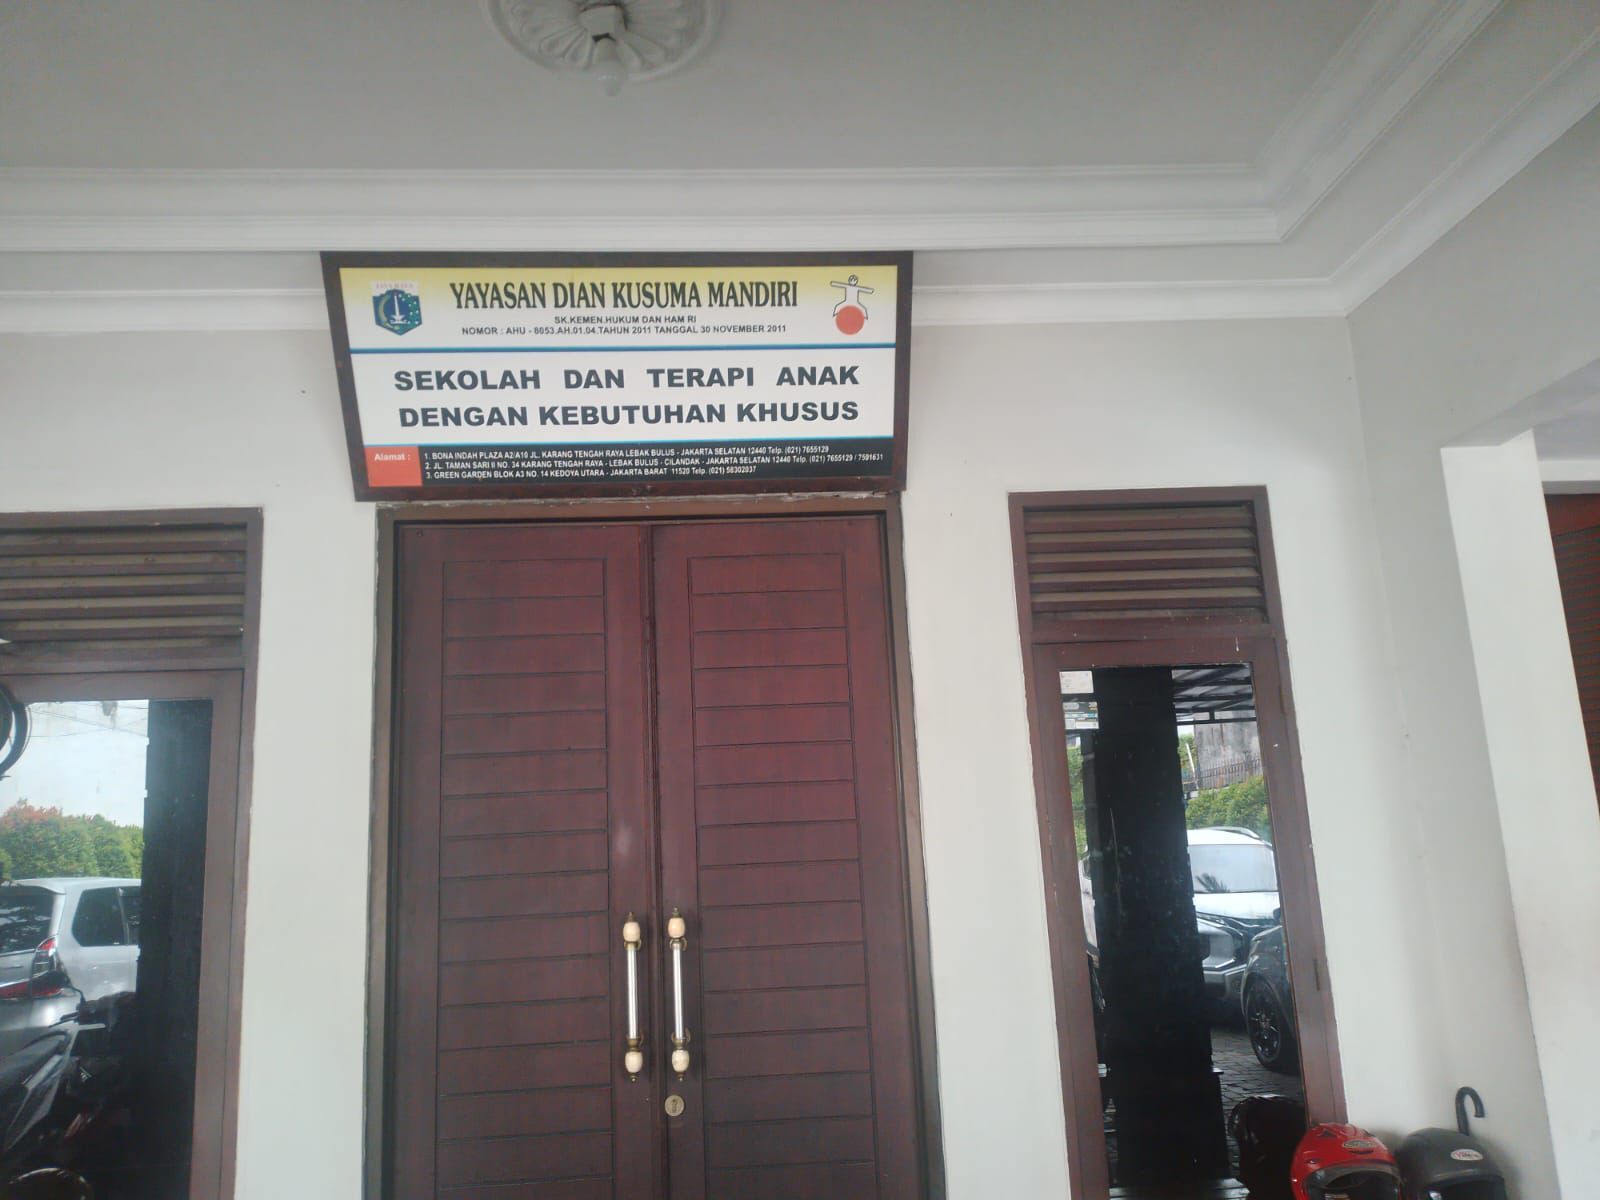 JAYA RAYA
YAYASAN DIAN KUSUMA MANDIRI
SK.KEMEN.HUKUM DAN HAM RI
NOMOR : AHU - 8053.AH.01.04.TAHUN 2011 TANGGAL 30 NOVEMBER 2011
SEKOLAH DAN TERAPI ANAK
DENGAN KEBUTUHAN KHUSUS
Alamat :
1. BONA INDAH PLAZA A2/A10 JL. KARANG TENGAH RAYA LEBAK BULUS - JAKARTA SELATAN 12440 Telp. (021) 7655129
2. JL. TAMAN SARI II NO. 34 KARANG TENGAH RAYA - LEBAK BULUS - CILANDAK - JAKARTA SELATAN 12440 Telp. (021) 7655129 / 7591631
3. GREEN GARDEN BLOK A3 NO. 14 KEDOYA UTARA - JAKARTA BARAT 11520 Telp. (021) 58302037